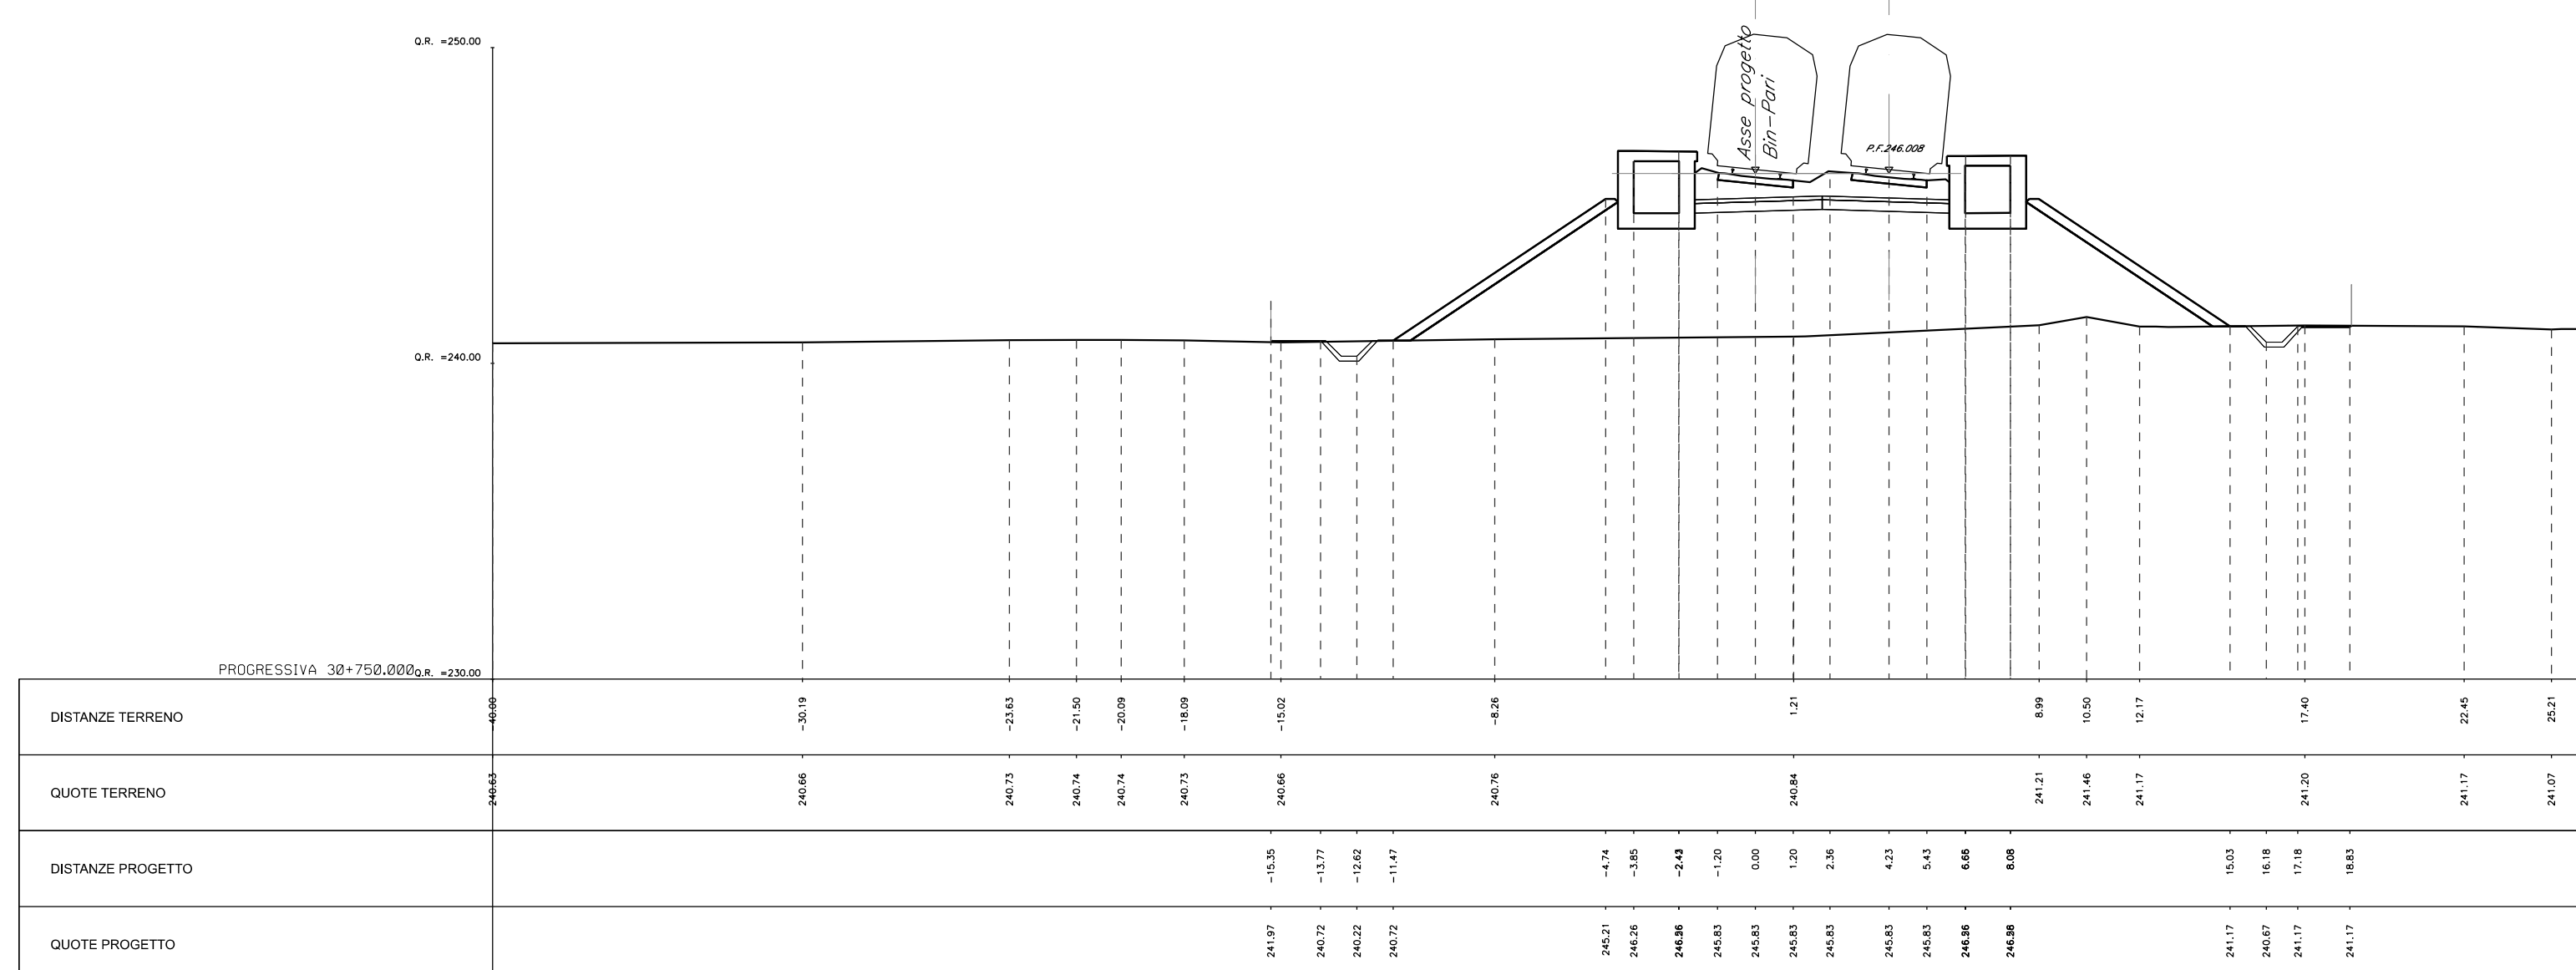 Q.R. =250.00
Asse progetto
Bin-Pari
P.F.246.008
Q.R. =240.00
PROGRESSIVA 30+750.000
Q.R. =230.00
DISTANZE TERRENO -40.00 -30.19 -23.63 -21.50 -20.09 -18.09 -15.02 -8.26 1.21 8.99 10.50 12.17 17.40 22.45 25.21
QUOTE TERRENO 240.63 240.66 240.73 240.74 240.74 240.73 240.66 240.76 240.84 241.21 241.46 241.17 241.20 241.17 241.07
DISTANZE PROGETTO -15.35 -13.77 -12.62 -11.47 -4.74 -3.85 -1.20 0.00 1.20 2.36 4.23 5.43 8.08 15.03 16.18 17.18 18.83
QUOTE PROGETTO 241.97 240.72 240.22 240.72 245.21 246.26 245.83 245.83 245.83 245.83 245.83 245.83 241.17 240.67 241.17 241.17